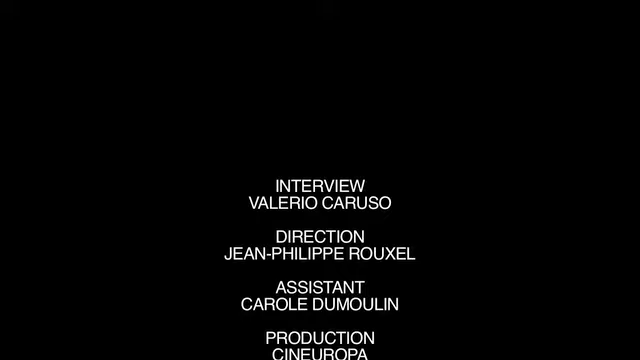 INTERVIEW
VALERIO CARUSO
DIRECTION
JEAN-PHILIPPE ROUXEL
ASSISTANT
CAROLE DUMOULIN
PRODUCTION
CINEUROPA